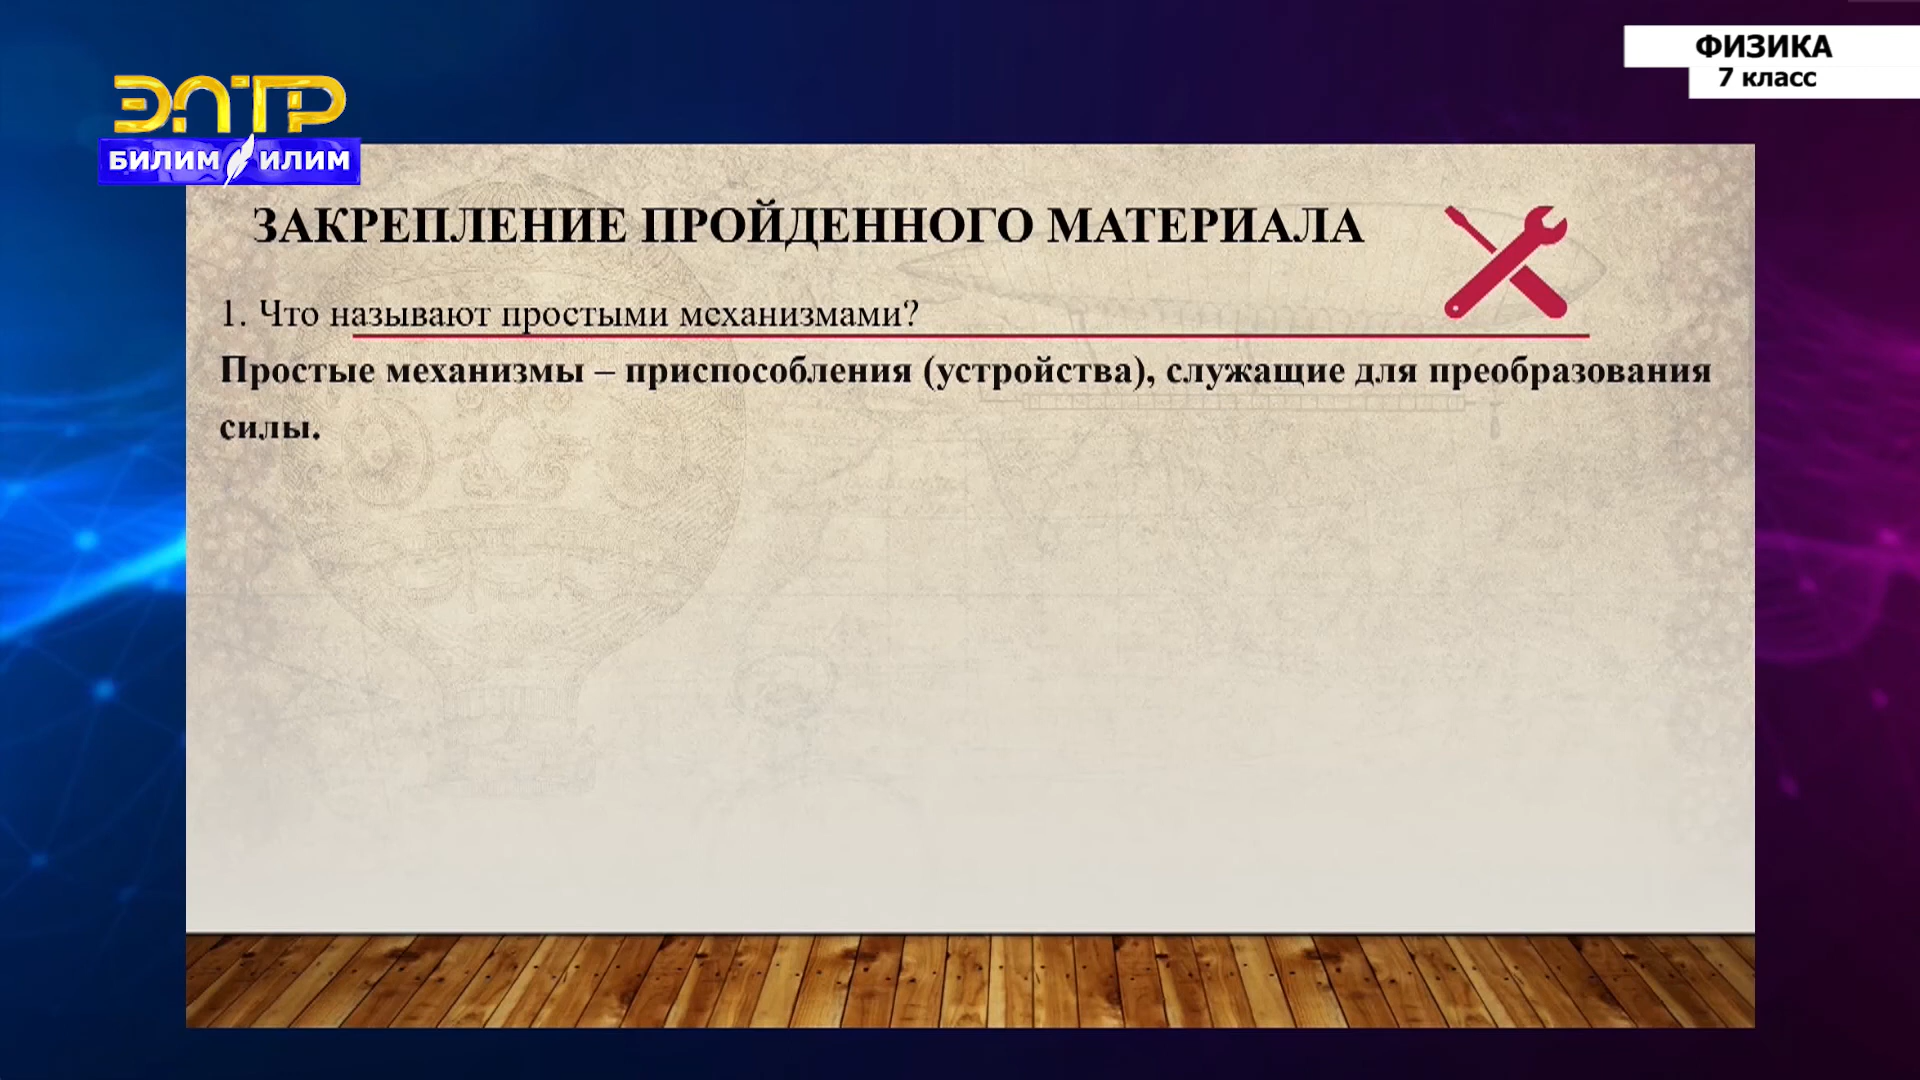 ФИЗИКА
7 класс
ЭЛТР
БИЛИМ ИЛИМ
ЗАКРЕПЛЕНИЕ ПРОЙДЕННОГО МАТЕРИАЛА
1. Что называют простыми механизмами?
Простые механизмы – приспособления (устройства), служащие для преобразования
силы.